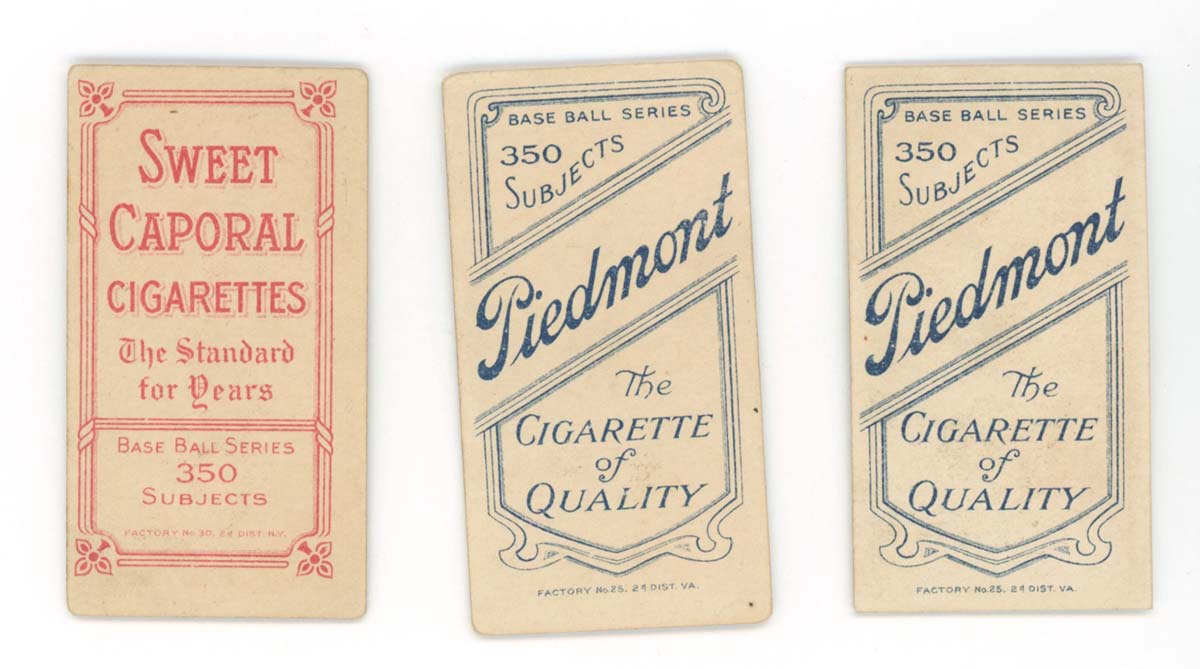 SWEET
CAPORAL
CIGARETTES
The Standard
for Years
BASE BALL SERIES
350
SUBJECTS
FACTORY No. 30, 2d DIST. N.Y.
BASE BALL SERIES
350
SUBJECTS
Piedmont
The
CIGARETTE
of
QUALITY
FACTORY No. 25. 2d DIST. VA.
BASE BALL SERIES
350
SUBJECTS
Piedmont
The
CIGARETTE
of
QUALITY
FACTORY No. 25. 2d DIST. VA.